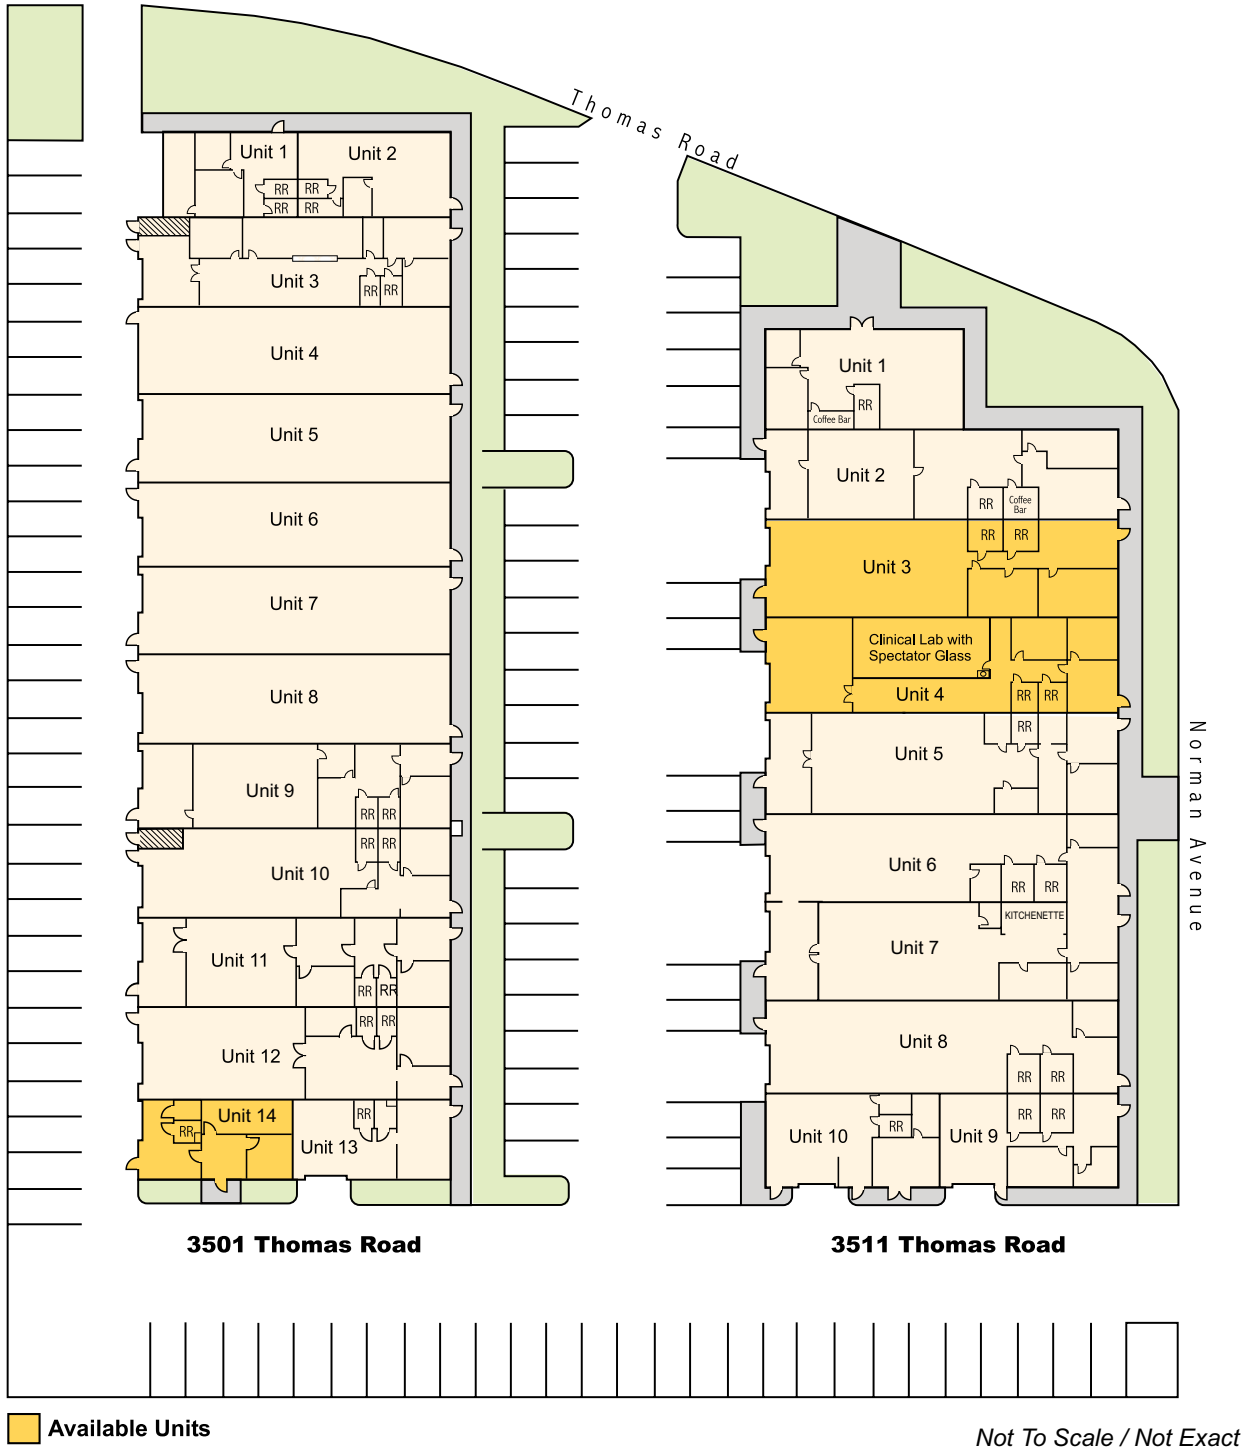 Thomas Road
Unit 1
Unit 2
RR
RR
RR
RR
Unit 3
RR
RR
Unit 4
Unit 5
Unit 6
Unit 7
Unit 8
Unit 9
RR
RR
RR
RR
Unit 10
Unit 11
RR
RR
RR
RR
Unit 12
Unit 14
RR
RR
Unit 13
3501 Thomas Road
Unit 1
RR
Coffee Bar
Unit 2
RR
Coffee
Bar
RR
RR
Unit 3
Clinical Lab with
Spectator Glass
Unit 4
RR
RR
RR
Unit 5
Unit 6
RR
RR
KITCHENETTE
Unit 7
Unit 8
RR
RR
RR
RR
Unit 10
RR
Unit 9
3511 Thomas Road
Norman Avenue
Available Units
Not To Scale / Not Exact